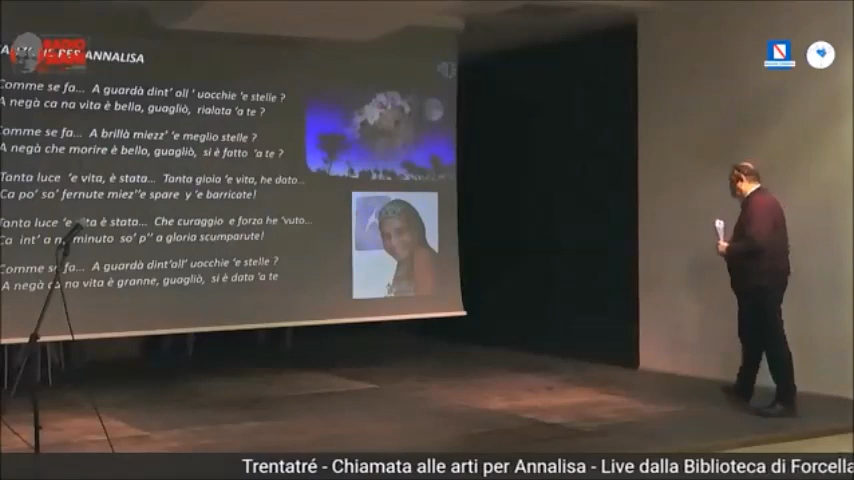 PER ANNALISA
Comme se fa... A guardà dint' all ' uocchie 'e stelle ?
A negà ca na vita è bella, guagliò, rialata 'a te ?
Comme se fa... A brillà miezz' 'e meglio stelle ?
A negà che morire è bello, guagliò, si è fatto 'a te ?
Tanta luce 'e vita, è stata... Tanta gioia 'e vita, he dato...
Ca po' so' fernute miez''e spare y 'e barricate!
Tanta luce 'e vita è stata... Che curaggio e forza he 'vuto...
Ca int' a n, minuto so' p'' a gloria scumparute!
Comme se fa... A guardà dint'all' uocchie 'e stelle ?
A negà ca na vita è granne, guagliò, si è data 'a te
Trentatré - Chiamata alle arti per Annalisa - Live dalla Biblioteca di Forcella